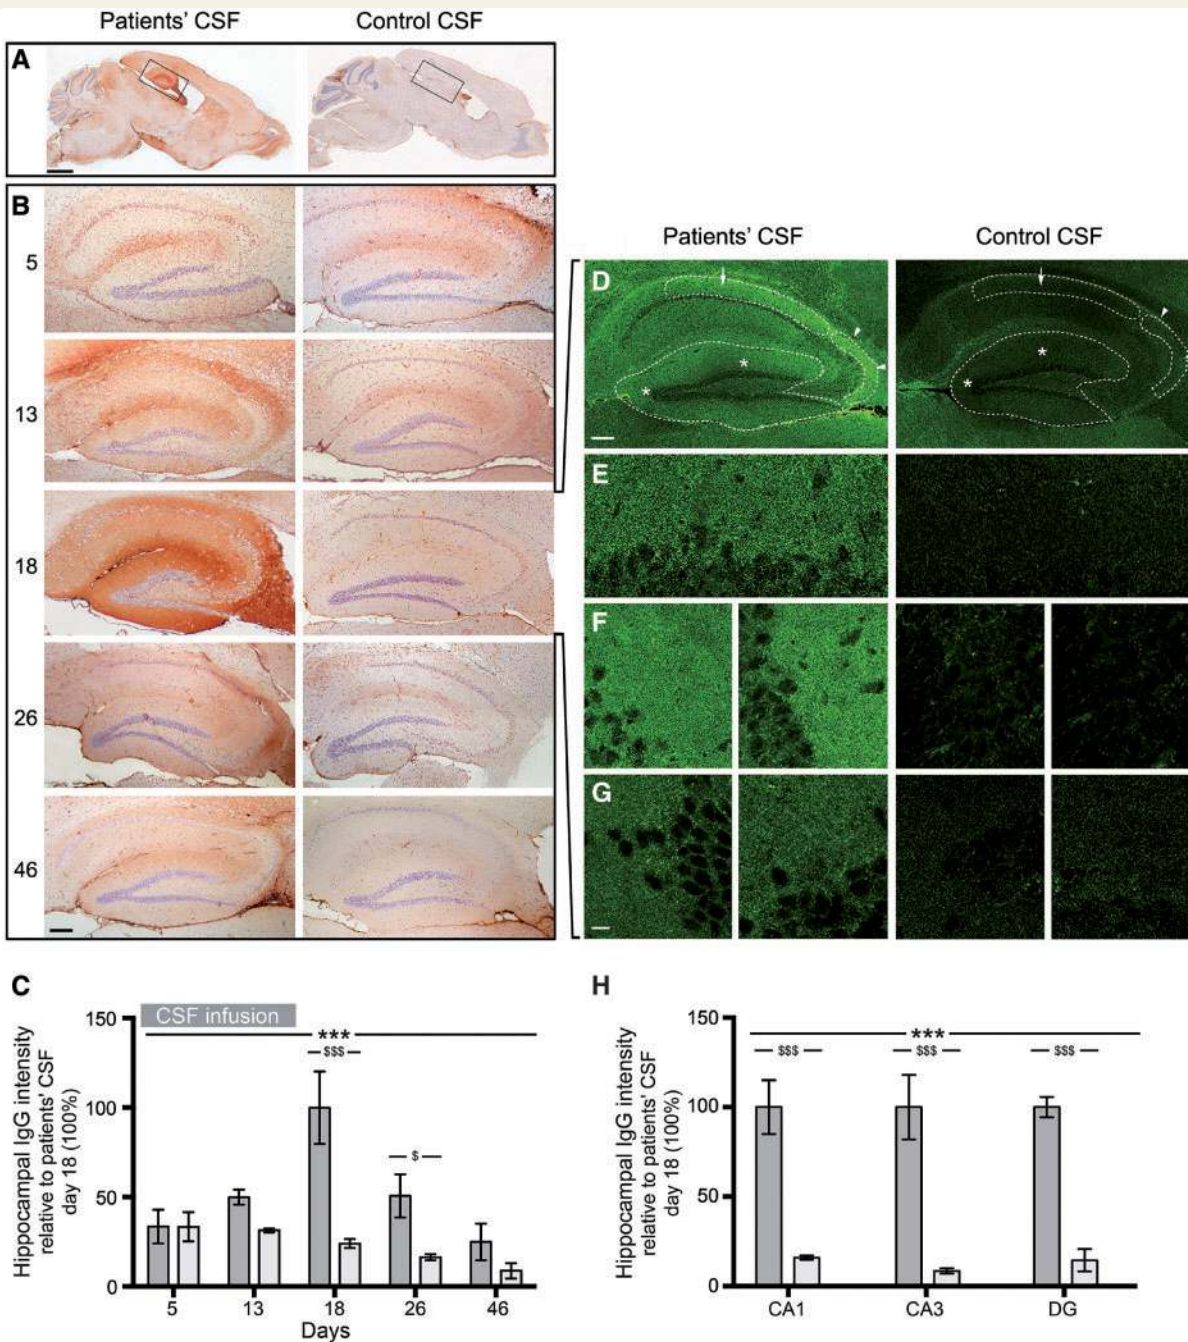 Patients’ CSF Control CSF
A
B
5
13
18
26
46
Patients’ CSF Control CSF
D
* * * *
E
F
G
C
Hippocampal IgG intensity
relative to patients' CSF
day 18 (100%)
150
100
50
0
CSF infusion
***
$$$
$
5 13 18 26 46
Days
H
Hippocampal IgG intensity
relative to patients' CSF
day 18 (100%)
150
100
50
0
***
$$$ $$$ $$$
CA1 CA3 DG